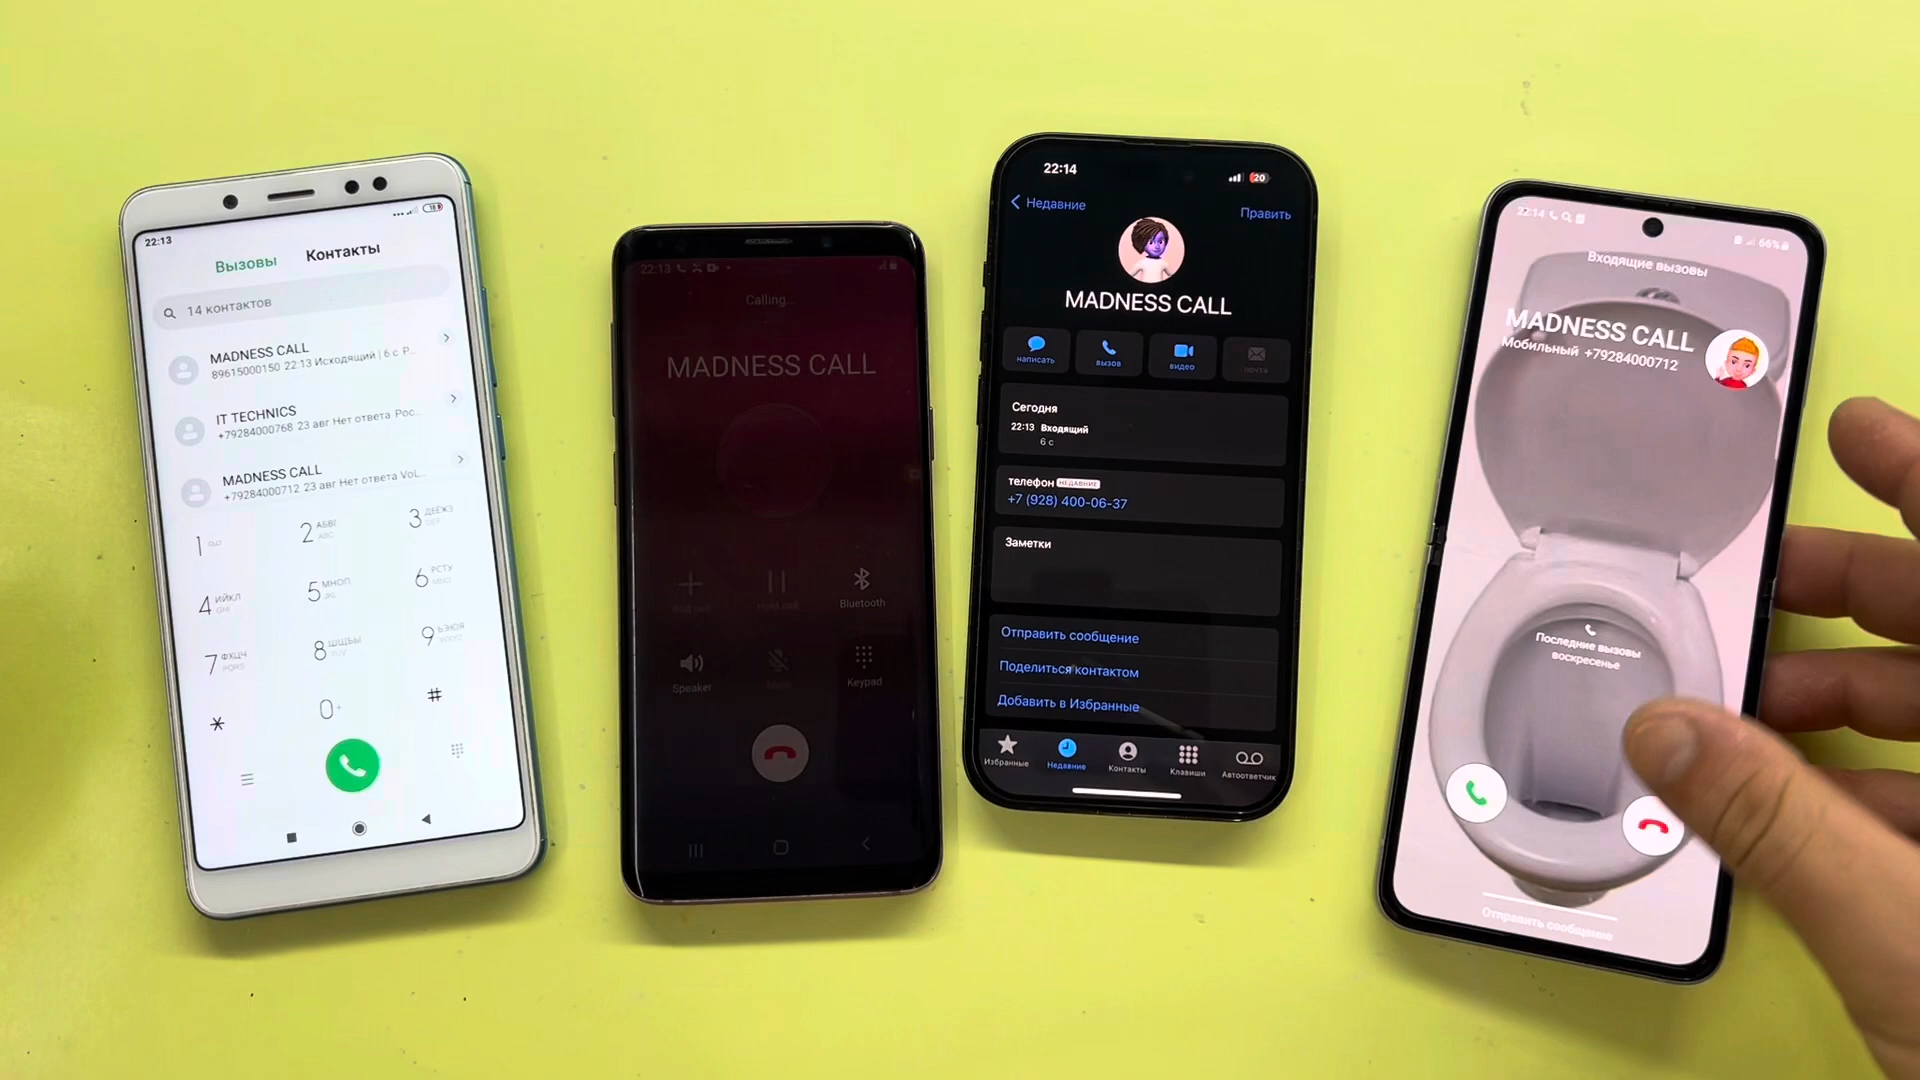 22:13
18
Вызовы Контакты
14 контактов
MADNESS CALL
89615000150 22:13 Исходящий | 6 с Р...
IT TECHNICS
+79284000768 23 авг Нет ответа Рос...
MADNESS CALL
+79284000712 23 авг Нет ответа VoL...
1
2 АБВГ ABC
3 ДЕЁЖЗ DEF
4 ИЙКЛ GHI
5 МНОП JKL
6 РСТУ MNO
7 ФХЦЧ PQRS
8 ШЩЪЫ TUV
9 ЬЭЮЯ WXYZ
*
0+
#
22:13
Calling...
MADNESS CALL
Add call
Hold call
Bluetooth
Speaker
Mute
Keypad
22:14
20
Недавние
Править
MADNESS CALL
написать
вызов
видео
почта
Сегодня
22:13 Входящий
6 с
телефон НЕДАВНИЕ
+7 (928) 400-06-37
Заметки
Отправить сообщение
Поделиться контактом
Добавить в Избранные
Избранные
Недавние
Контакты
Клавиши
Автоответчик
22:14
66%
Входящие вызовы
MADNESS CALL
Мобильный +79284000712
Последние вызовы
воскресенье
Отправить сообщение